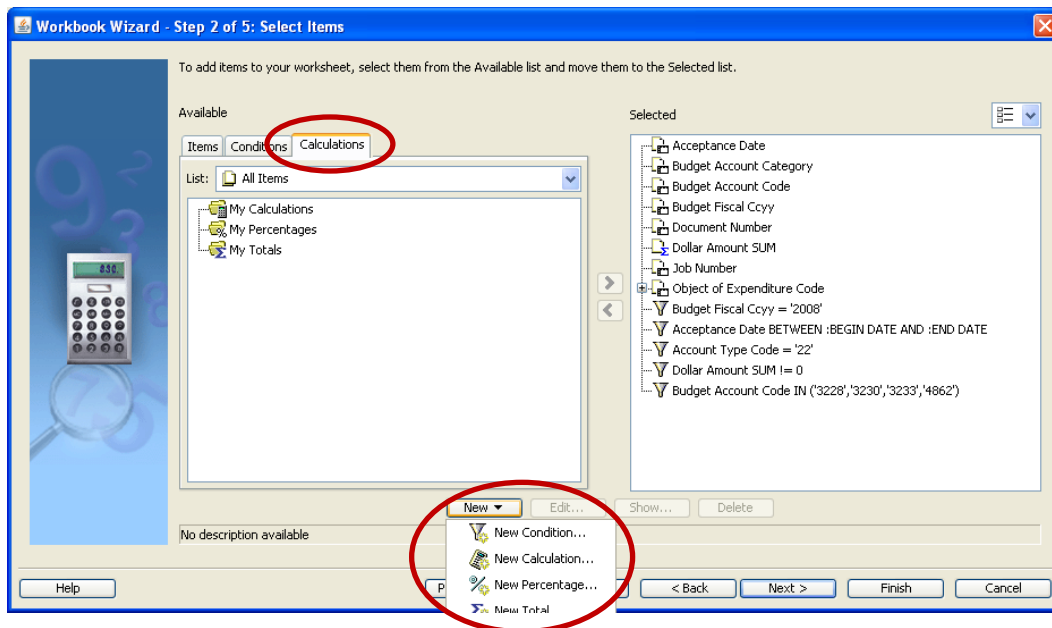 Workbook Wizard - Step 2 of 5: Select Items
To add items to your worksheet, select them from the Available list and move them to the Selected list.
Available
Items Conditions Calculations
List: All Items
My Calculations
My Percentages
My Totals
Selected
Acceptance Date
Budget Account Category
Budget Account Code
Budget Fiscal Ccyy
Document Number
Dollar Amount SUM
Job Number
Object of Expenditure Code
Budget Fiscal Ccyy = '2008'
Acceptance Date BETWEEN :BEGIN DATE AND :END DATE
Account Type Code = '22'
Dollar Amount SUM != 0
Budget Account Code IN ('3228','3230','3233','4862')
New Edit... Show... Delete
No description available
New Condition...
New Calculation...
New Percentage...
New Total
Help P < Back Next > Finish Cancel